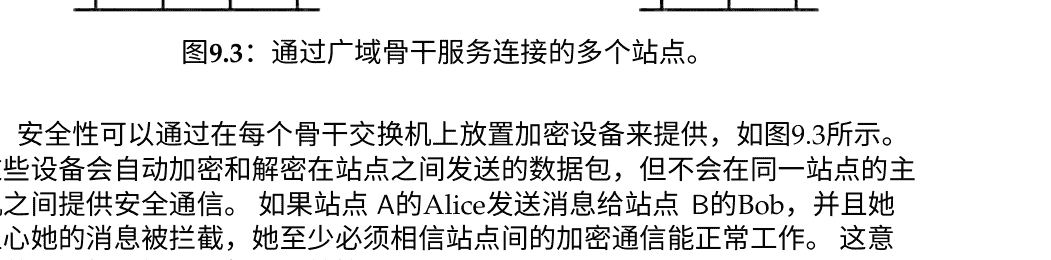 图9.3：通过广域骨干服务连接的多个站点。
安全性可以通过在每个骨干交换机上放置加密设备来提供，如图9.3所示。
些设备会自动加密和解密在站点之间发送的数据包，但不会在同一站点的主
之间提供安全通信。 如果站点 A的Alice发送消息给站点 B的Bob，并且她
心她的消息被拦截，她至少必须相信站点间的加密通信能正常工作。 这意